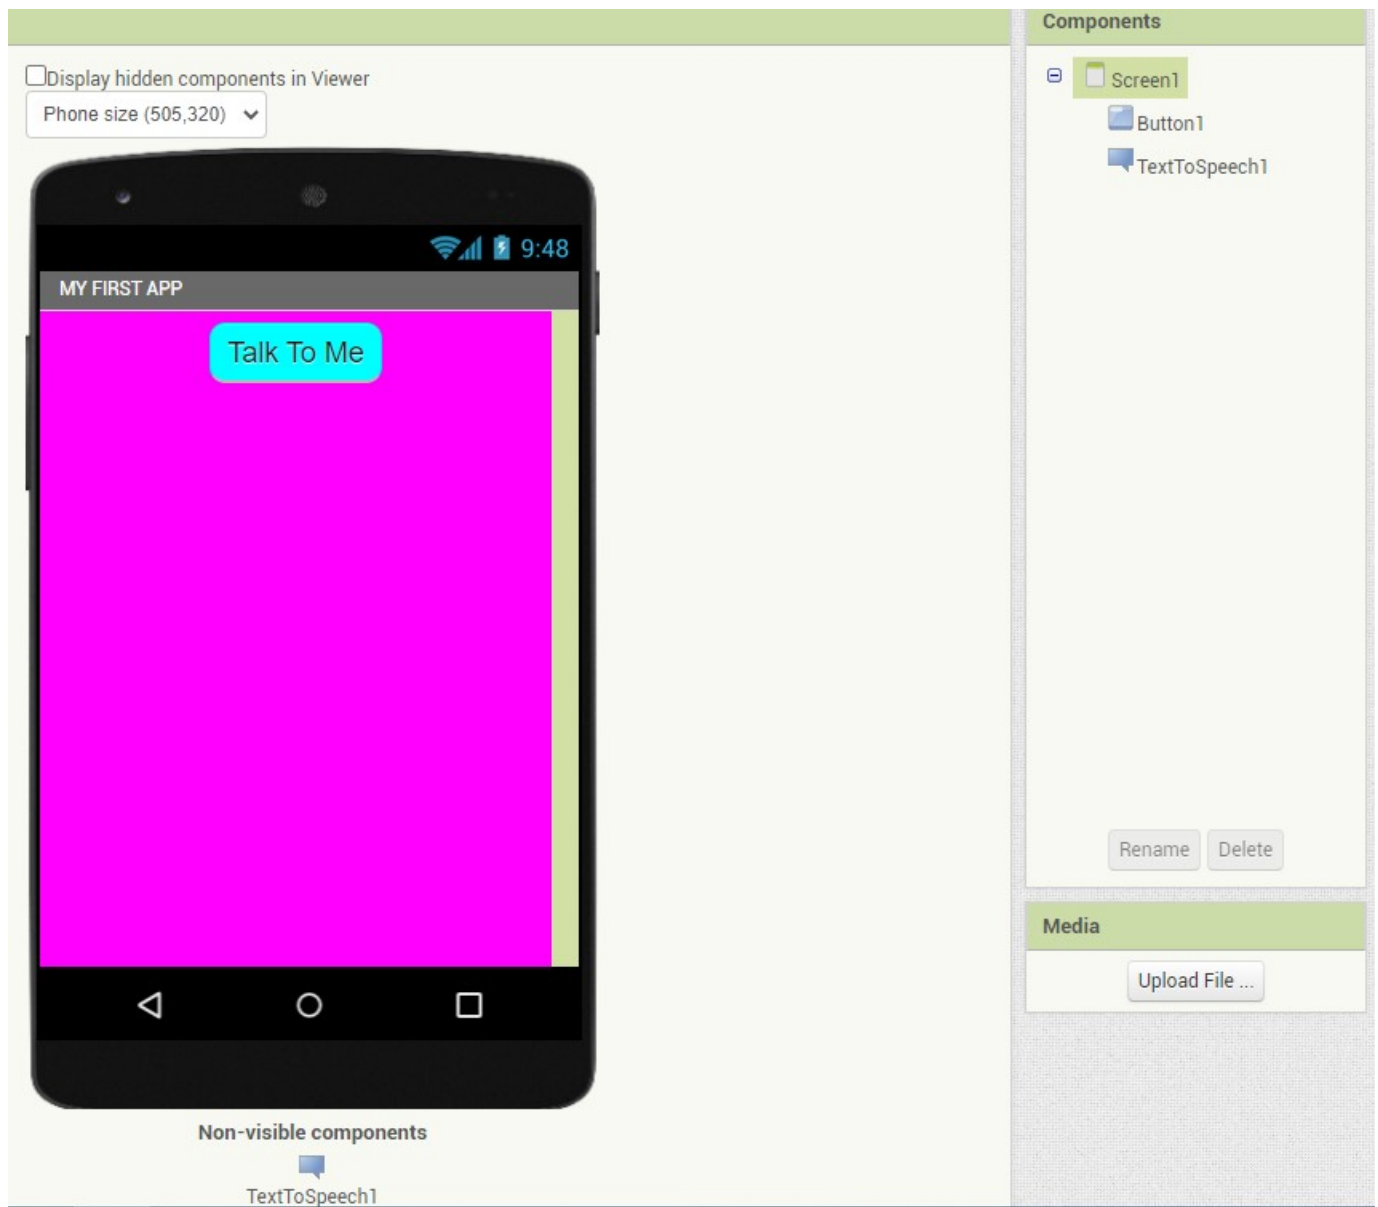 Components
Display hidden components in Viewer
Phone size (505,320)
Screen1
Button1
TextToSpeech1
9:48
MY FIRST APP
Talk To Me
Rename Delete
Media
Upload File ...
Non-visible components
TextToSpeech1